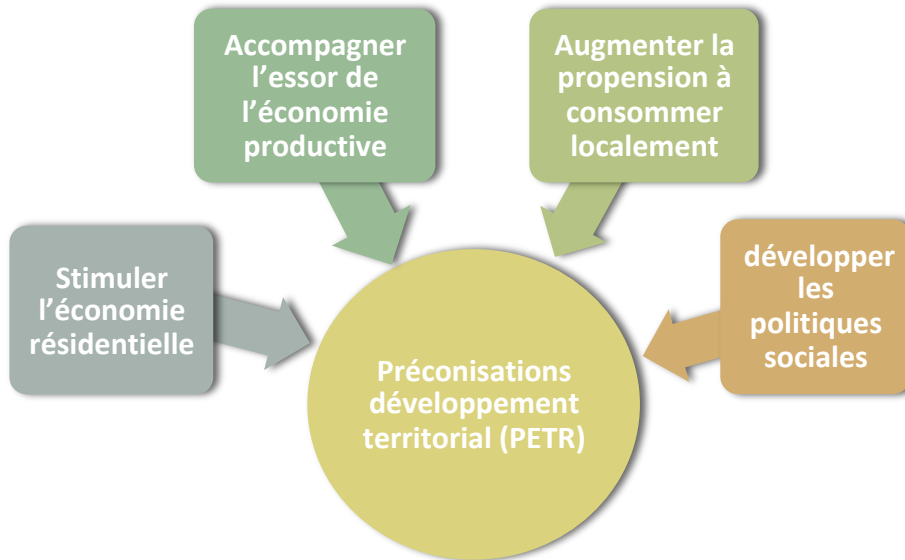 Accompagner
l’essor de
l’économie
productive
Augmenter la
propension à
consommer
localement
Stimuler
l’économie
résidentielle
développer
les
politiques
sociales
Préconisations
développement
territorial (PETR)